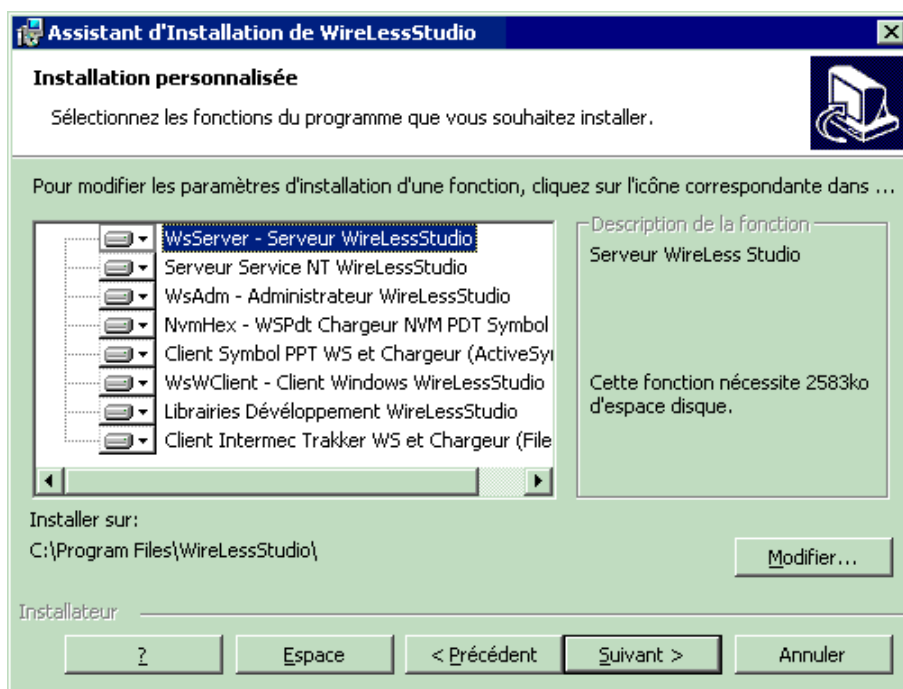 Assistant d'Installation de WireLessStudio
Installation personnalisée
Sélectionnez les fonctions du programme que vous souhaitez installer.
Pour modifier les paramètres d'installation d'une fonction, cliquez sur l'icône correspondante dans ...
WsServer - Serveur WireLessStudio
Serveur Service NT WireLessStudio
WsAdm - Administrateur WireLessStudio
NvmHex - WSPdt Chargeur NVM PDT Symbol
Client Symbol PPT WS et Chargeur (ActiveSy
WsWClient - Client Windows WireLessStudio
Librairies Dévéloppement WireLessStudio
Client Intermec Trakker WS et Chargeur (File
Description de la fonction
Serveur WireLess Studio
Cette fonction nécessite 2583ko
d'espace disque.
Installer sur:
C:\Program Files\WireLessStudio\
Modifier...
Installateur
?
Espace
< Précédent
Suivant >
Annuler